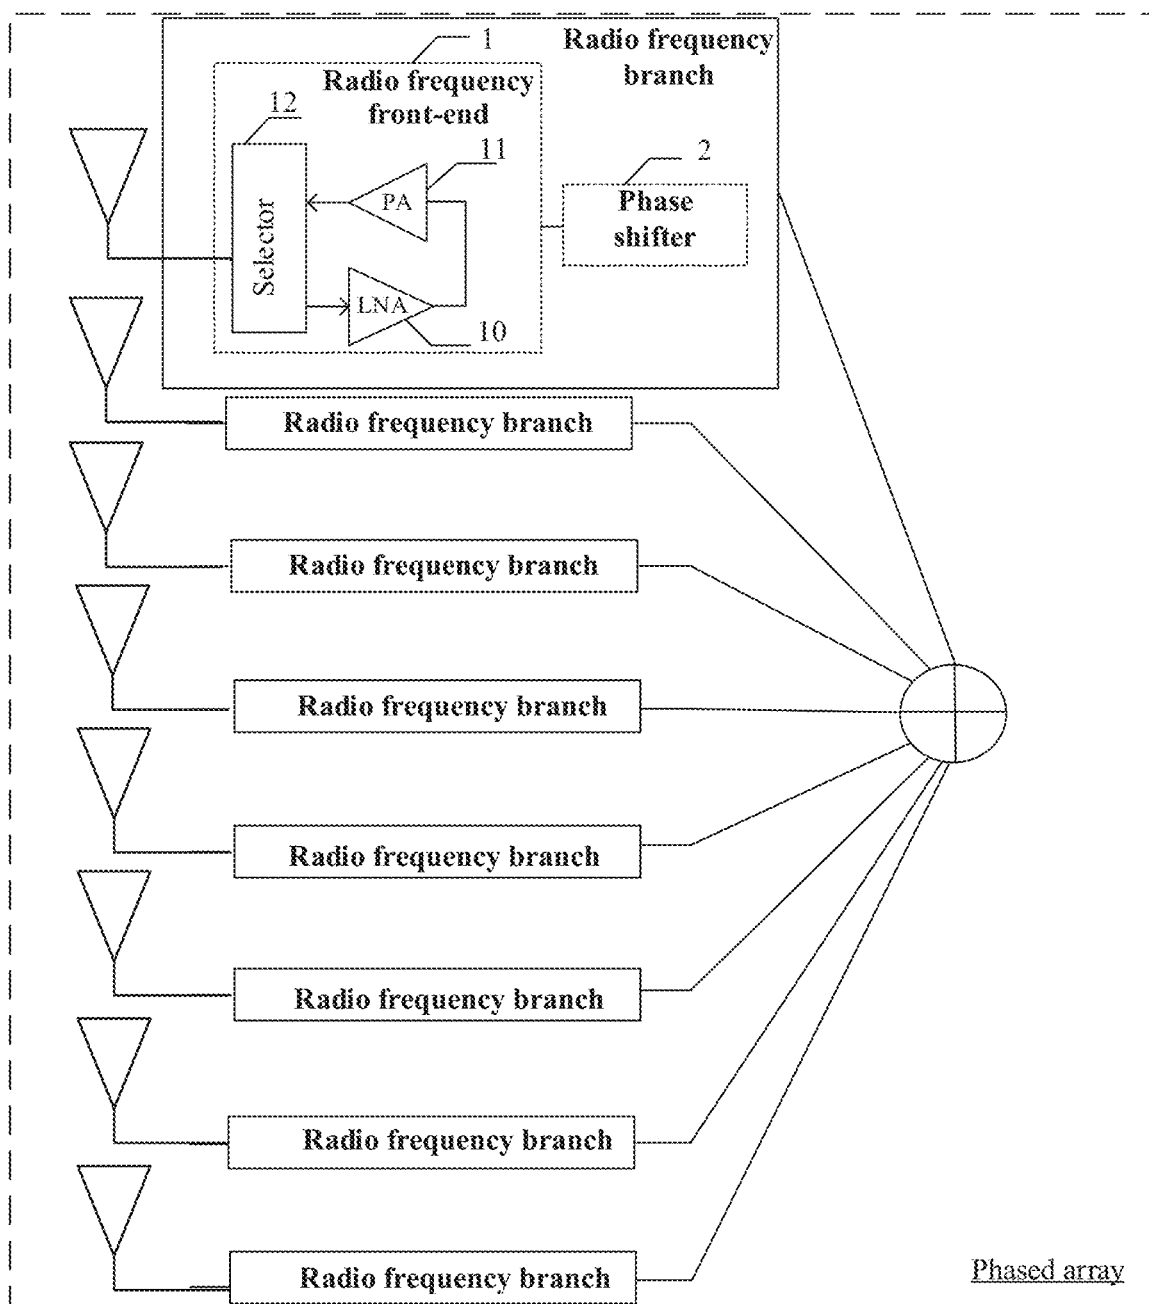 1
Radio frequency
branch
Radio frequency
front-end
12
11
2
Selector
PA
Phase
shifter
LNA
10
Radio frequency branch
Radio frequency branch
Radio frequency branch
Radio frequency branch
Radio frequency branch
Radio frequency branch
Radio frequency branch
Phased array